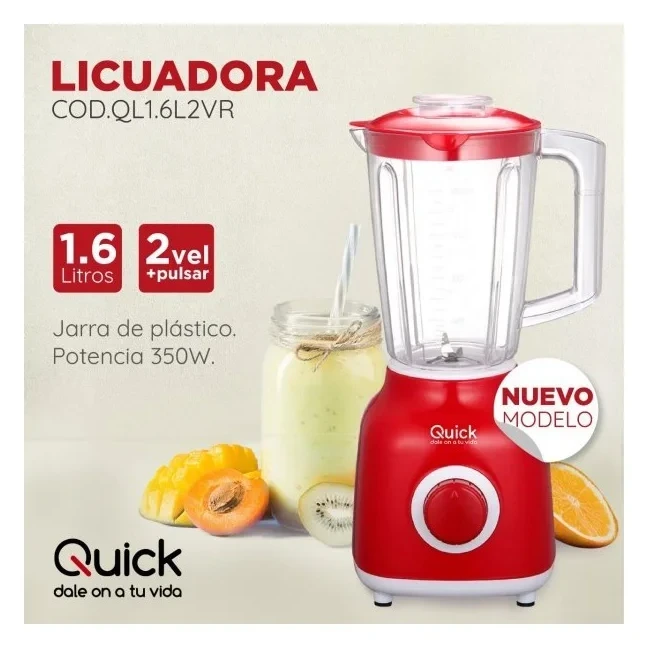 LICUADORA
COD.QL1.6L2VR
1.6
Litros
2vel
+pulsar
Jarra de plástico.
Potencia 350W.
NUEVO
MODELO
Quick
dale on a tu vida
Quick
dale on a tu vida